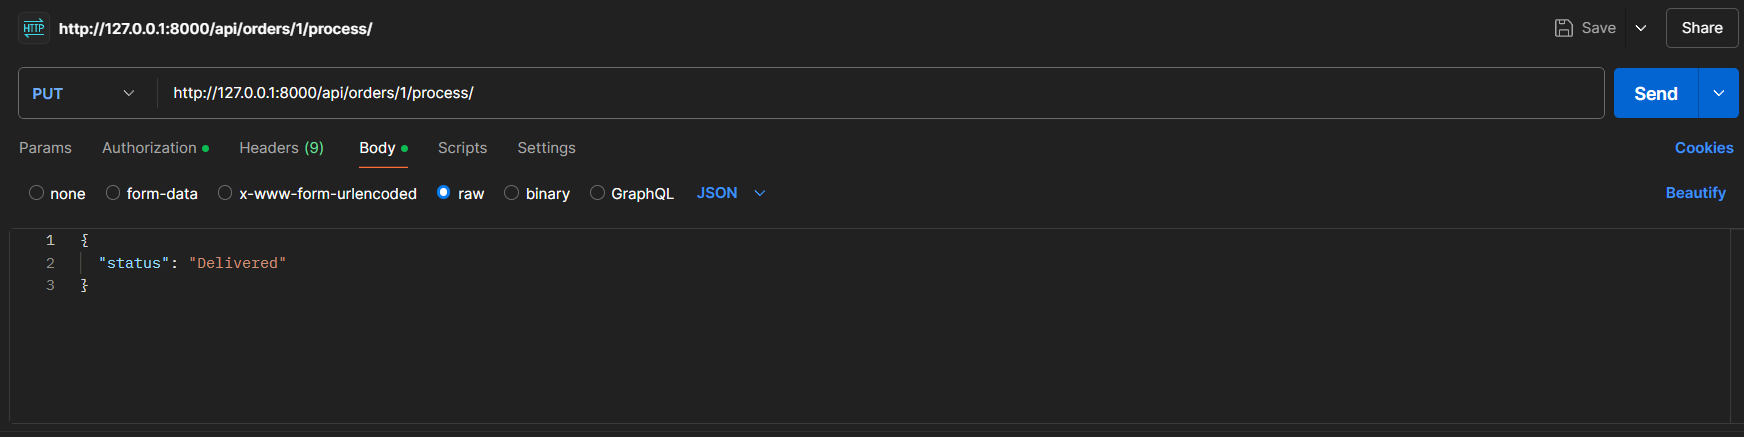 HTTP http://127.0.0.1:8000/api/orders/1/process/ Save Share
PUT http://127.0.0.1:8000/api/orders/1/process/ Send
Params Authorization Headers (9) Body Scripts Settings Cookies
none form-data x-www-form-urlencoded raw binary GraphQL JSON Beautify
1 {
2 "status": "Delivered"
3 }